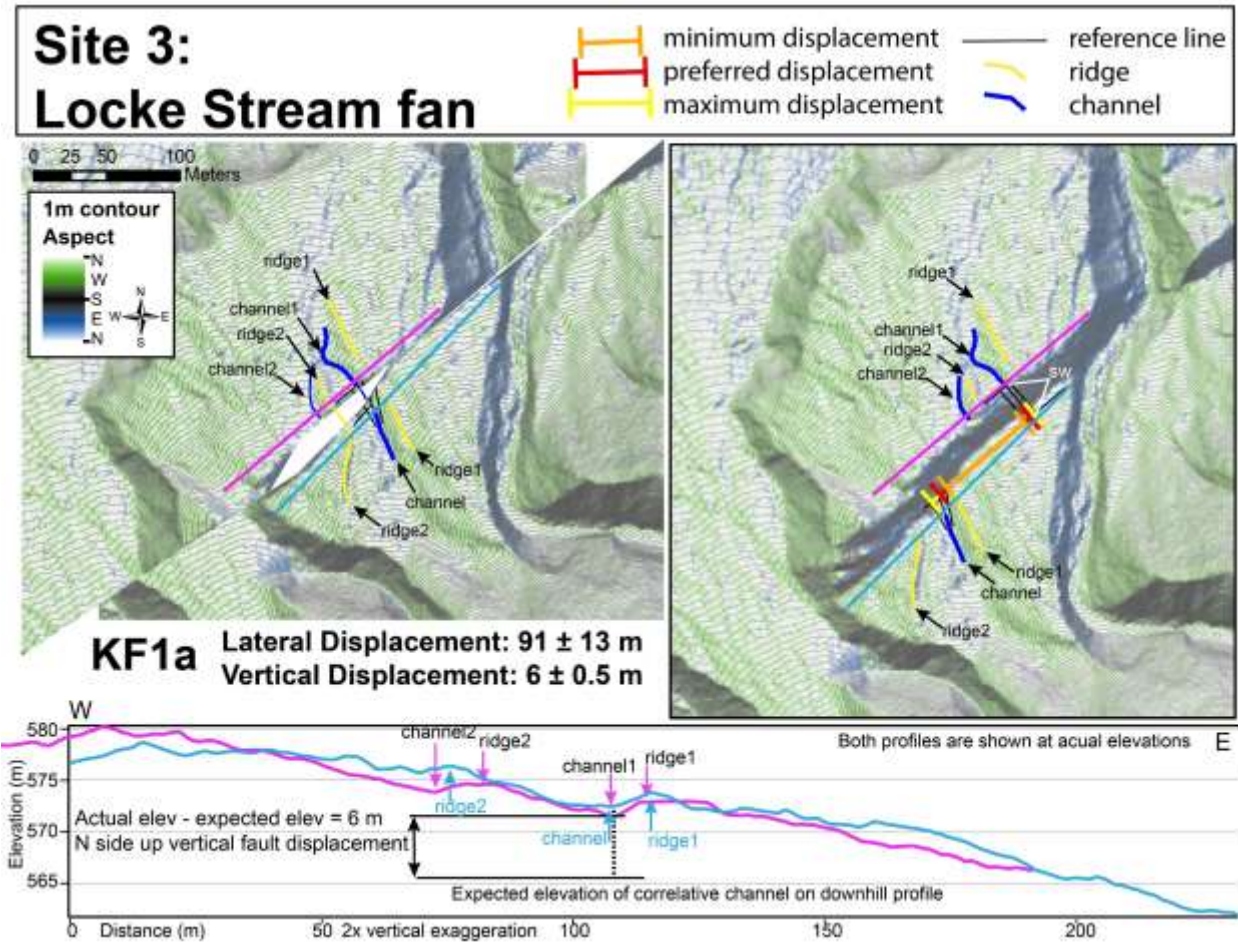 Site 3:
Locke Stream fan
minimum displacement
preferred displacement
maximum displacement
reference line
ridge
channel
0 25 50 100
Meters
1m contour
Aspect
N
W
S
E
N
N
W E
S
ridge1
channel1
ridge2
channel2
ridge1
channel
ridge2
ridge1
channel1
ridge2
channel2
sw
ridge1
channel
ridge2
KF1a
Lateral Displacement: 91 ± 13 m
Vertical Displacement: 6 ± 0.5 m
W
E
Both profiles are shown at acual elevations
580
575
570
565
Elevation (m)
channel2
ridge2
channel1
ridge1
ridge2
channel
ridge1
Actual elev - expected elev = 6 m
N side up vertical fault displacement
Expected elevation of correlative channel on downhill profile
0 Distance (m) 50 2x vertical exaggeration 100 150 200